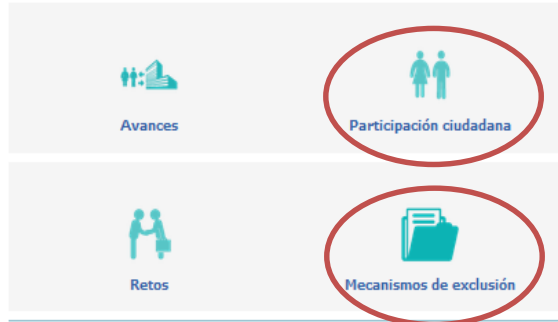 Avances
Participación ciudadana
Retos
Mecanismos de exclusión